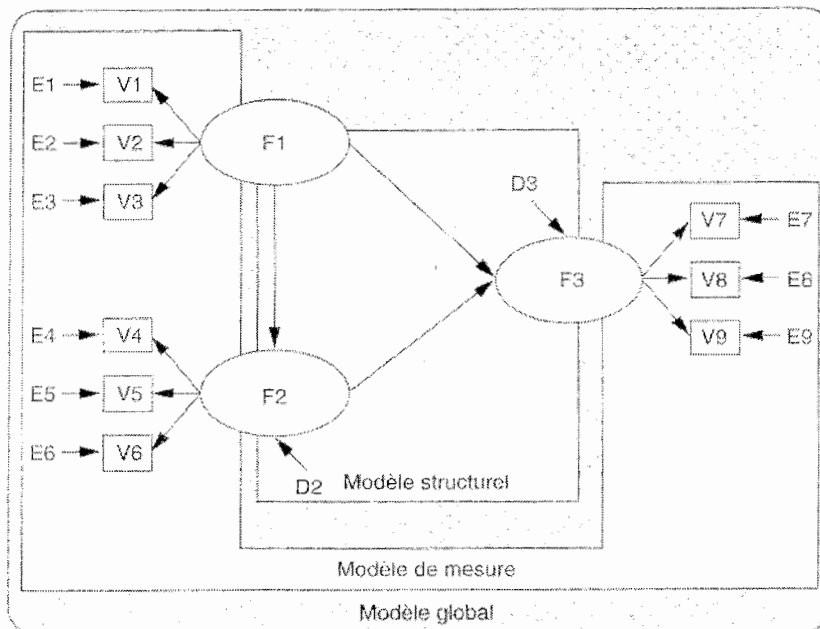 E1 V1
E2 V2 F1
E3 V3
D3
V7 E7
F3 V8 E8
V9 E9
E4 V4
E5 V5 F2
E6 V6
D2 Modèle structurel
Modèle de mesure
Modèle global